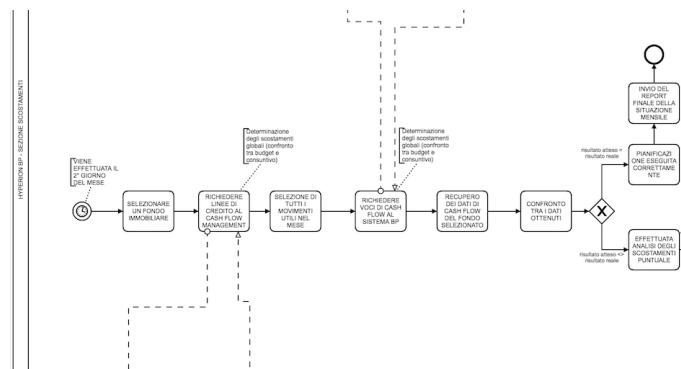 HYPERION BP - SEZIONE SCOSTAMENTI
VIENE
EFFETTUATA IL
2° GIORNO
DEL MESE
SELEZIONARE
UN FONDO
IMMOBILIARE
Determinazione
degli scostamenti
globali (confronto
tra budget e
consuntivo)
RICHIEDERE
LINEE DI
CREDITO AL
CASH FLOW
MANAGEMENT
SELEZIONE DI
TUTTI I
MOVIMENTI
UTILI NEL
MESE
Determinazione
degli scostamenti
globali (confronto
tra budget e
consuntivo)
RICHIEDERE
VOCI DI CASH
FLOW AL
SISTEMA BP
RECUPERO
DEI DATI DI
CASH FLOW
DEL FONDO
SELEZIONATO
CONFRONTO
TRA I DATI
OTTENUTI
risultato atteso =
risultato reale
PIANIFICAZI
ONE ESEGUITA
CORRETTAME
NTE
INVIO DEL
REPORT
FINALE DELLA
SITUAZIONE
MENSILE
risultato atteso <>
risultato reale
EFFETTUATA
ANALISI DEGLI
SCOSTAMENTI
PUNTUALE